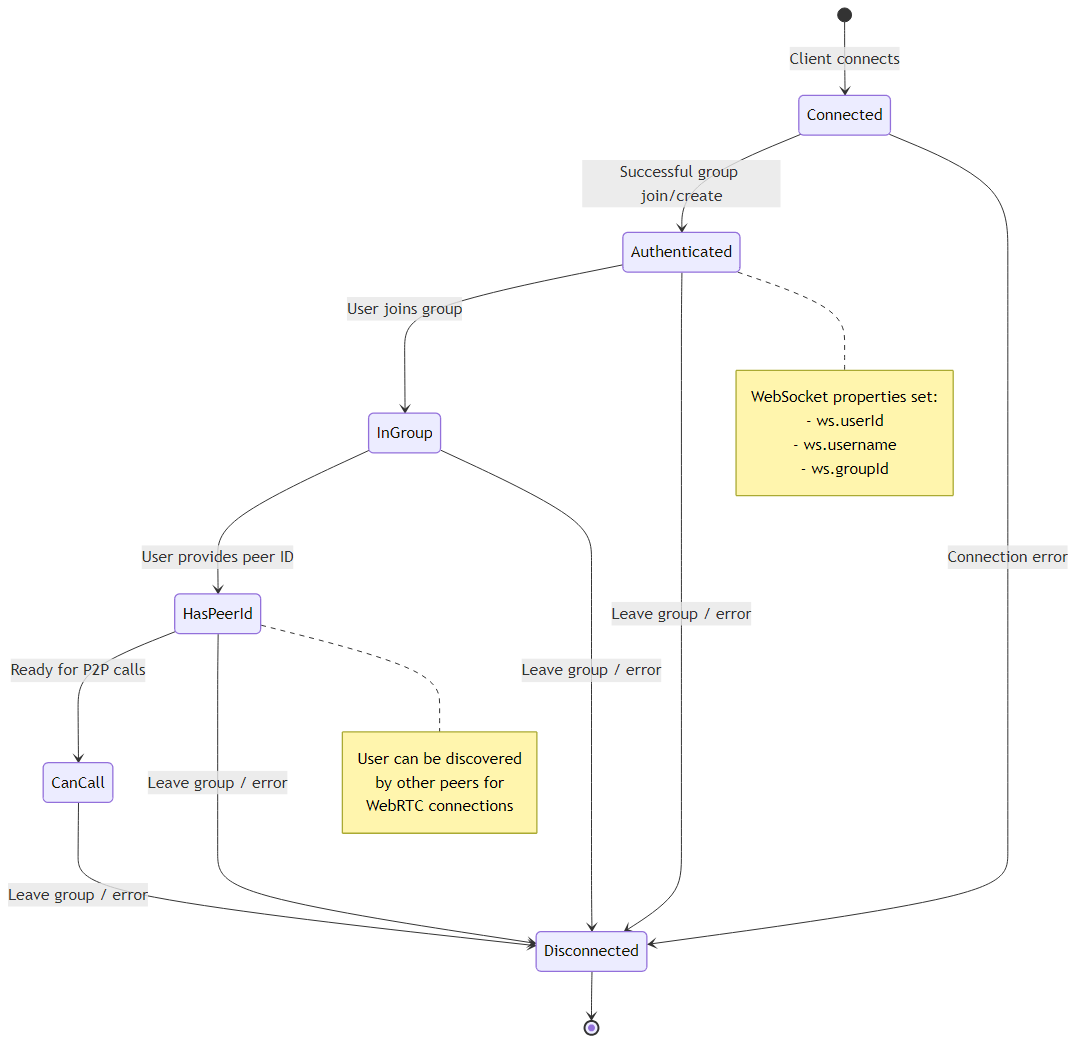 Client connects
Connected
Successful group
join/create
Authenticated
User joins group
WebSocket properties set:
- ws.userId
- ws.username
- ws.groupId
InGroup
User provides peer ID
Connection error
HasPeerId
Leave group / error
Ready for P2P calls
Leave group / error
User can be discovered
by other peers for
WebRTC connections
CanCall
Leave group / error
Leave group / error
Disconnected